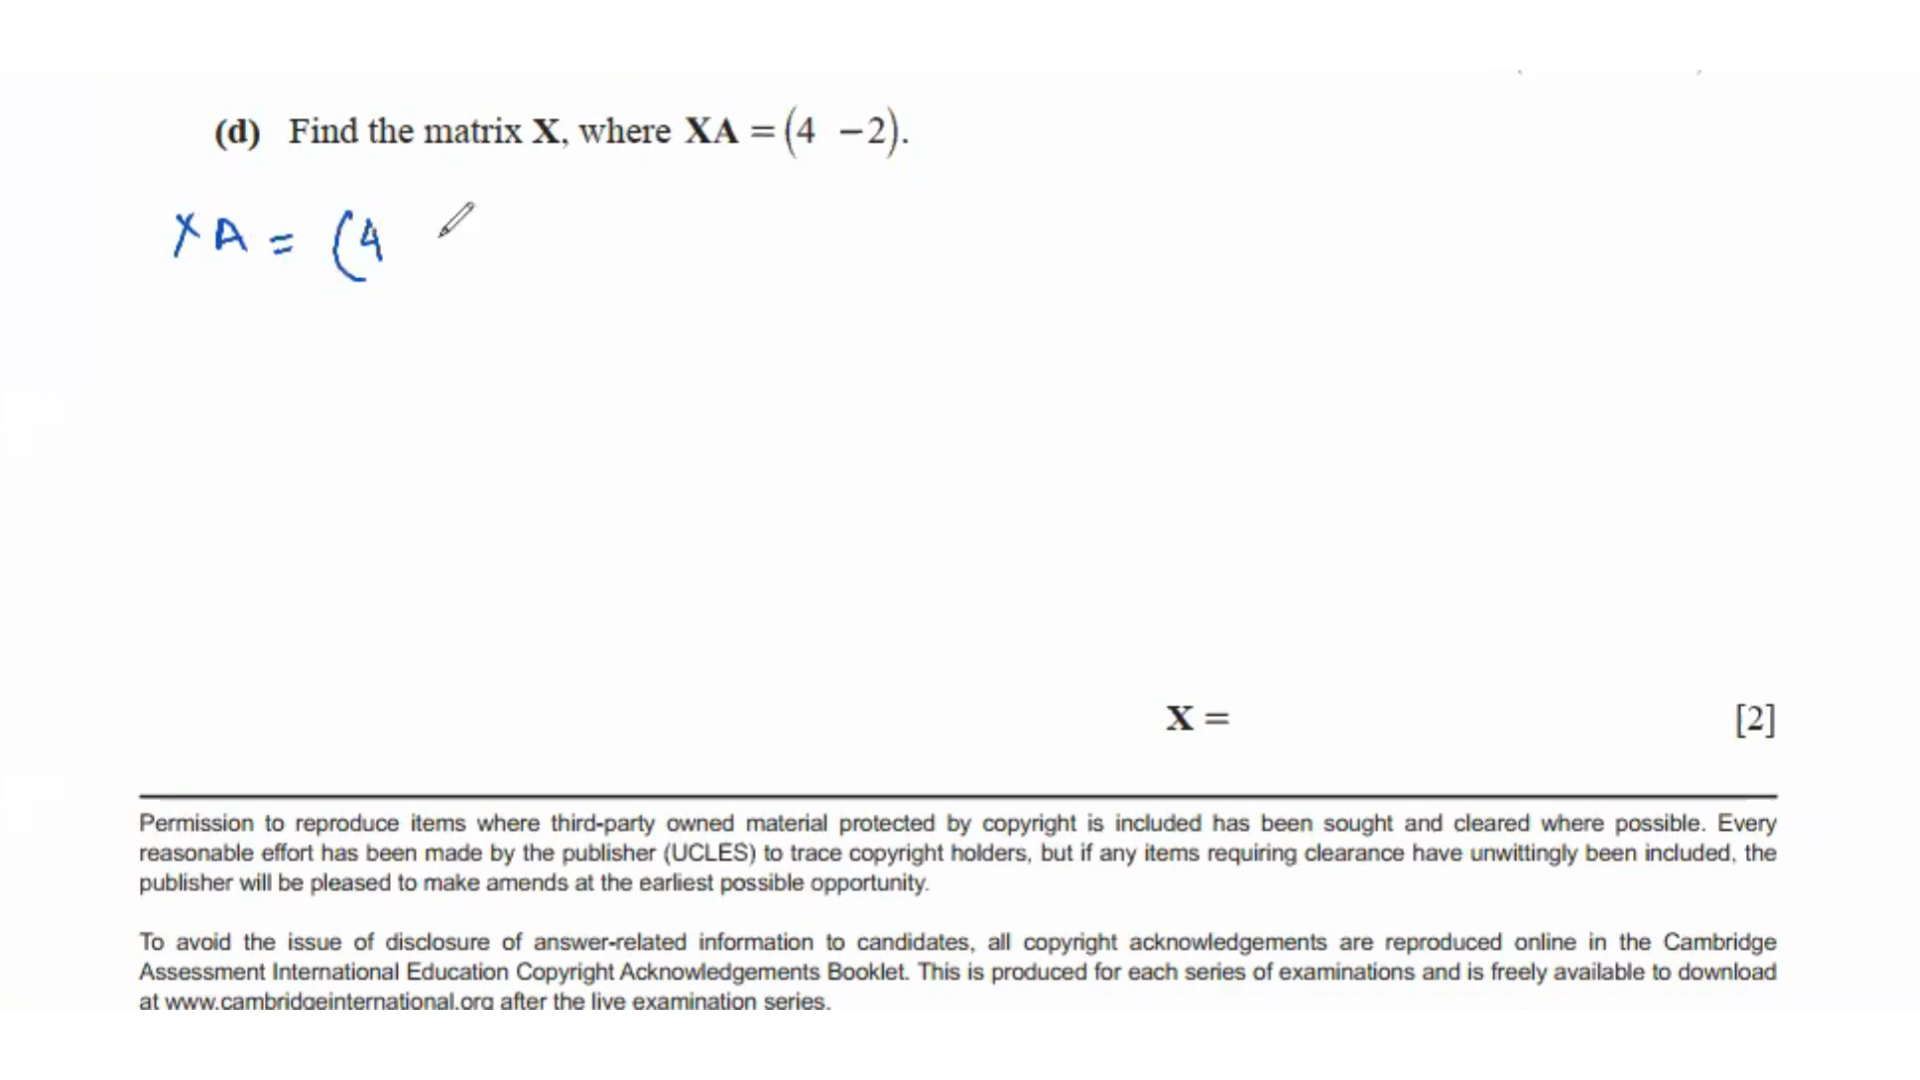 (d) Find the matrix X, where XA = (4 −2).
XA = (4
X =
[2]
Permission to reproduce items where third-party owned material protected by copyright is included has been sought and cleared where possible. Every
reasonable effort has been made by the publisher (UCLES) to trace copyright holders, but if any items requiring clearance have unwittingly been included, the
publisher will be pleased to make amends at the earliest possible opportunity.
To avoid the issue of disclosure of answer-related information to candidates, all copyright acknowledgements are reproduced online in the Cambridge
Assessment International Education Copyright Acknowledgements Booklet. This is produced for each series of examinations and is freely available to download
at www.cambridgeinternational.org after the live examination series.